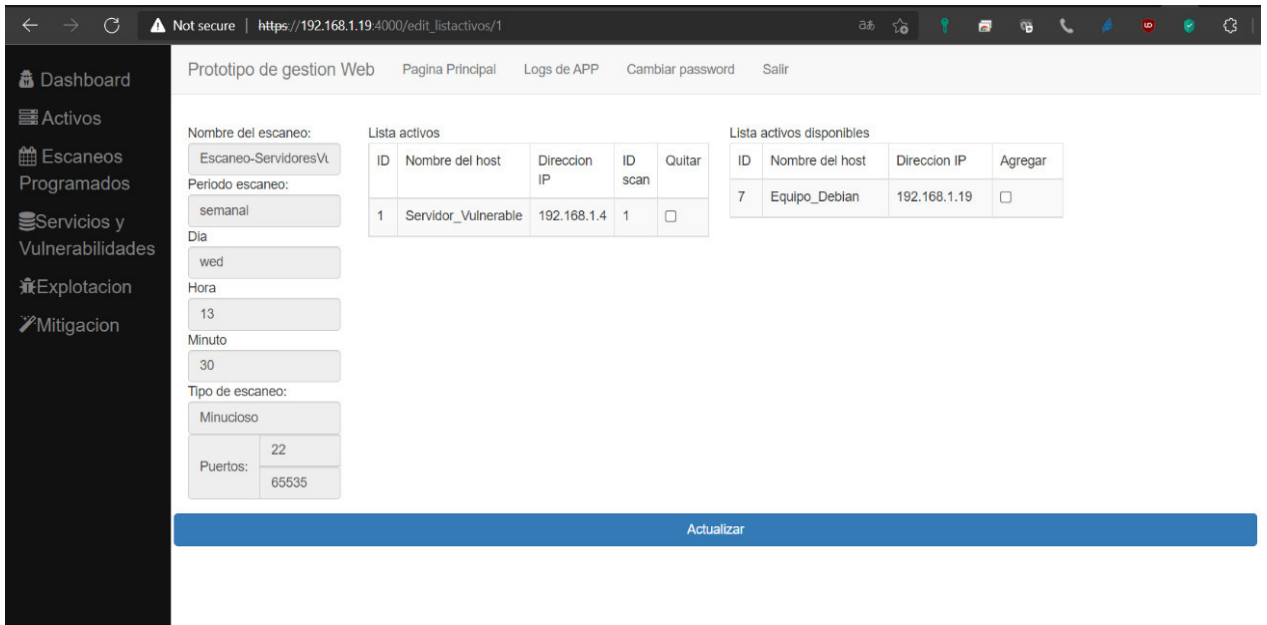 Not secure | https://192.168.1.19:4000/edit_listactivos/1
Dashboard
Activos
Escaneos
Programados
Servicios y
Vulnerabilidades
Explotacion
Mitigacion
Prototipo de gestion Web Pagina Principal Logs de APP Cambiar password Salir
Nombre del escaneo:
Escaneo-ServidoresVu
Periodo escaneo:
semanal
Dia
wed
Hora
13
Minuto
30
Tipo de escaneo:
Minucioso
Puertos:
22
65535
Lista activos
ID Nombre del host Direccion IP ID scan Quitar
1 Servidor_Vulnerable 192.168.1.4 1
Lista activos disponibles
ID Nombre del host Direccion IP Agregar
7 Equipo_Debian 192.168.1.19
Actualizar